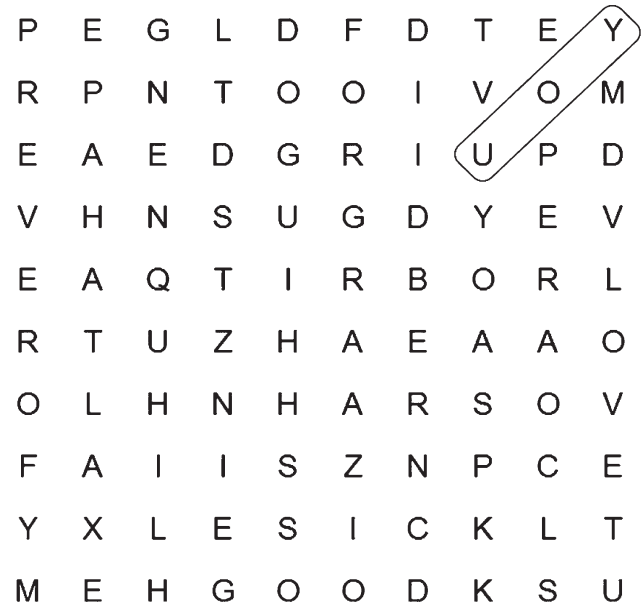 P E G L D F D T E Y
R P N T O O I V O M
E A E D G R I U P D
V H N S U G D Y E V
E A Q T I R B O R L
R T U Z H A E A A O
O L H N H A R S O V
F A I I S Z N P C E
Y X L E S I C K L T
M E H G O O D K S U